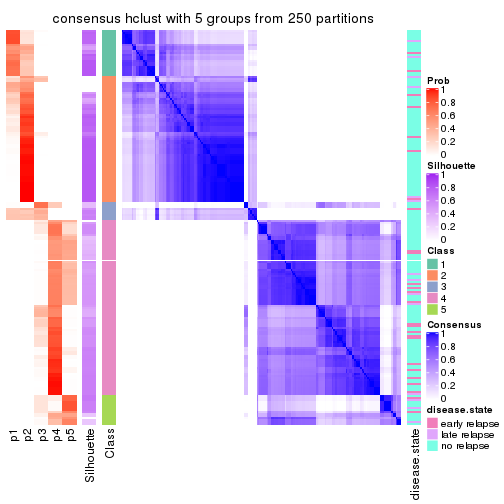 consensus hclust with 5 groups from 250 partitions
Prob
1
0.8
0.6
0.4
0.2
0
Silhouette
1
0.8
0.6
0.4
0.2
0
Class
1
2
3
4
5
Consensus
1
0.8
0.6
0.4
0.2
0
disease.state
early relapse
late relapse
no relapse
p1
p2
p3
p4
p5
Silhouette
Class
disease.state